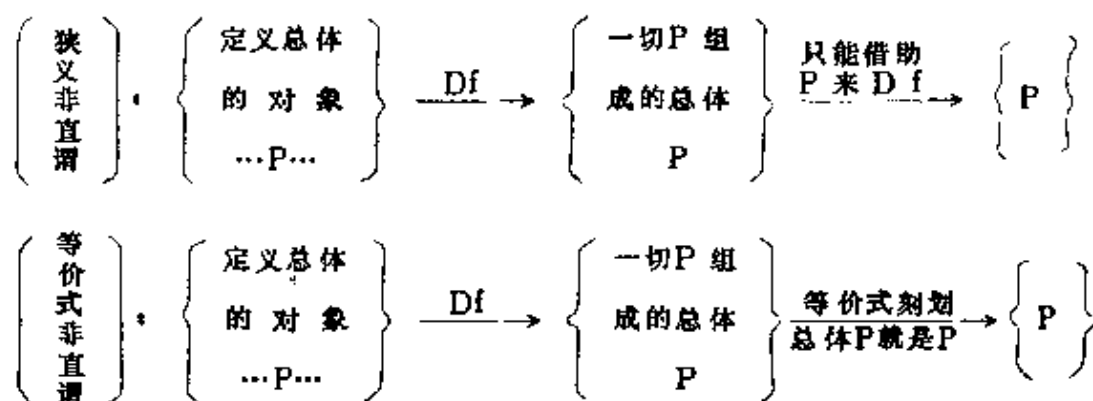 狭义非直谓: 定义总体的对象…P… Df → 一切P 组成的总体 P 只能借助P 来 D f → P
等价式非直谓: 定义总体的对象…P… Df → 一切P 组成的总体 P 等价式刻划总体P就是P → P